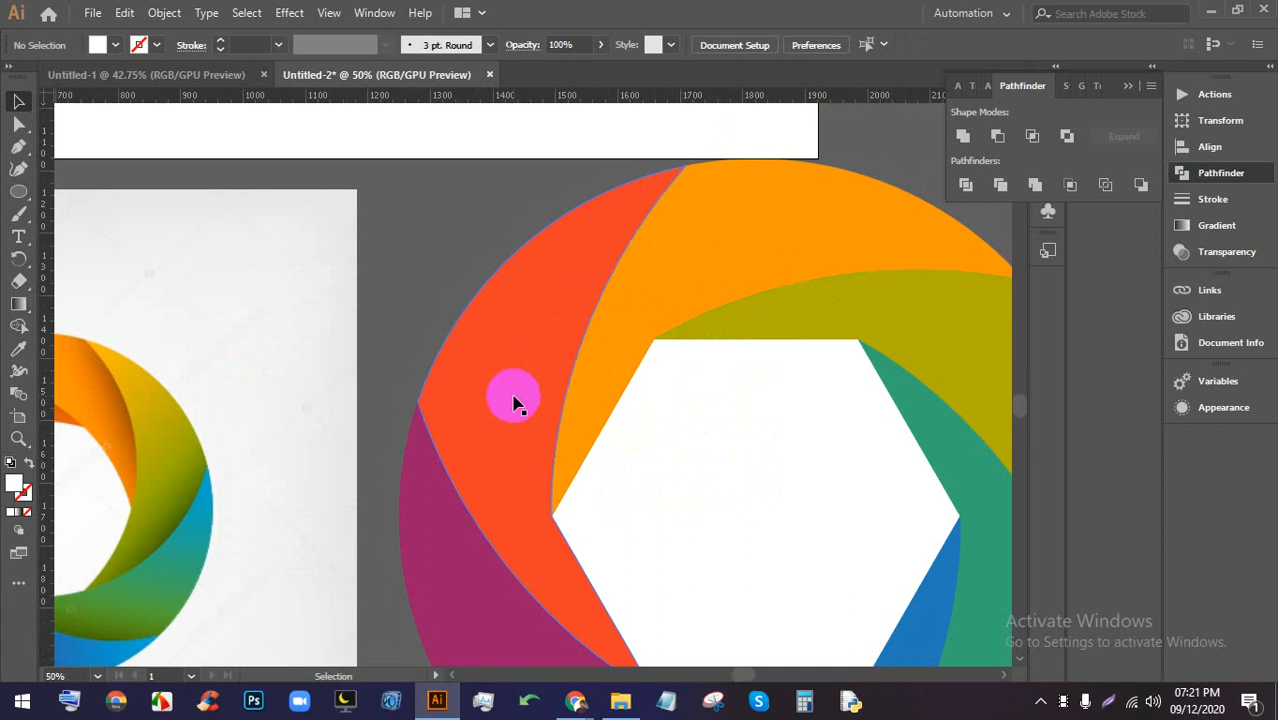 Ai File Edit Object Type Select Effect View Window Help Automation Search Adobe Stock
No Selection Stroke: 3 pt. Round Opacity: 100% Style: Document Setup Preferences
Untitled-1 @ 42.75% (RGB/GPU Preview) × Untitled-2* @ 50% (RGB/GPU Preview) ×
700 800 900 1000 1100 1200 1300 1400 1500 1600 1700 1800 1900 2000
Pathfinder
Shape Modes:
Expand
Pathfinders:
Actions
Transform
Align
Pathfinder
Stroke
Gradient
Transparency
Links
Libraries
Document Info
Variables
Appearance
Activate Windows
Go to Settings to activate Windows.
50% 1 Selection
Ps Ai 07:21 PM
09/12/2020